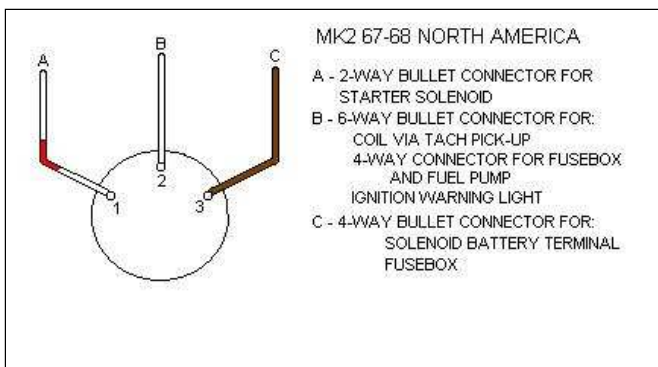 MK2 67-68 NORTH AMERICA
A B C
1 2 3
A - 2-WAY BULLET CONNECTOR FOR
STARTER SOLENOID
B - 6-WAY BULLET CONNECTOR FOR:
COIL VIA TACH PICK-UP
4-WAY CONNECTOR FOR FUSEBOX
AND FUEL PUMP
IGNITION WARNING LIGHT
C - 4-WAY BULLET CONNECTOR FOR:
SOLENOID BATTERY TERMINAL
FUSEBOX